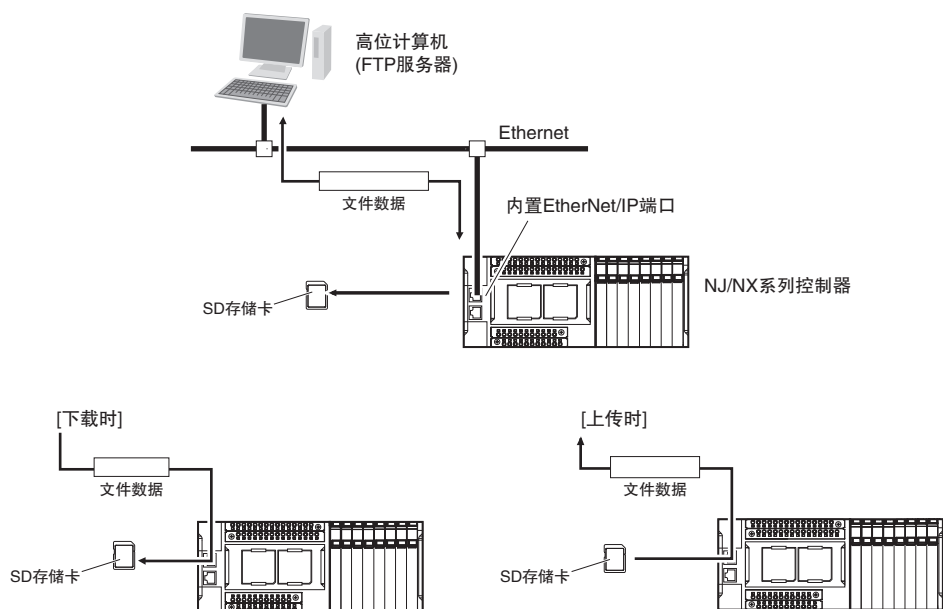 高位计算机
(FTP服务器)
Ethernet
文件数据
内置EtherNet/IP端口
NJ/NX系列控制器
SD存储卡
[下载时]
文件数据
SD存储卡
[上传时]
文件数据
SD存储卡